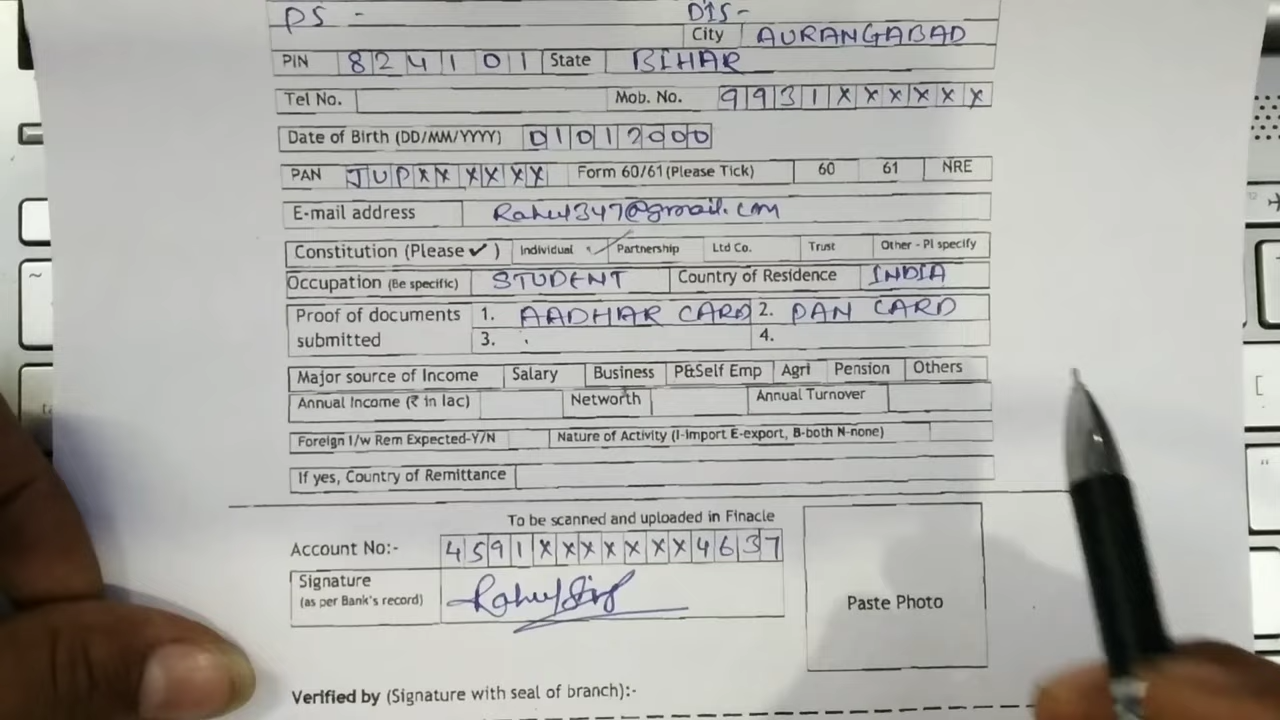 PS - DIS-
City AURANGABAD
PIN 824101 State BIHAR
Tel No. Mob. No. 9931XXXXXX
Date of Birth (DD/MM/YYYY) 01012000
PAN JUPXXXXXX Form 60/61(Please Tick) 60 61 NRE
E-mail address Rahul347@gmail.com
Constitution (Please ✔ ) Individual ✓ Partnership Ltd Co. Trust Other - Pl specify
Occupation (Be specific) STUDENT Country of Residence INDIA
Proof of documents submitted 1. AADHAR CARD 2. PAN CARD
3. 4.
Major source of Income Salary Business P&Self Emp Agri Pension Others
Annual Income (₹ in lac) Networth Annual Turnover
Foreign I/w Rem Expected-Y/N Nature of Activity (I-Import E-export, B-both N-none)
If yes, Country of Remittance
To be scanned and uploaded in Finacle
Account No:- 4591XXXXXXX4637
Signature (as per Bank's record) Rahul Sing
Paste Photo
Verified by (Signature with seal of branch):-